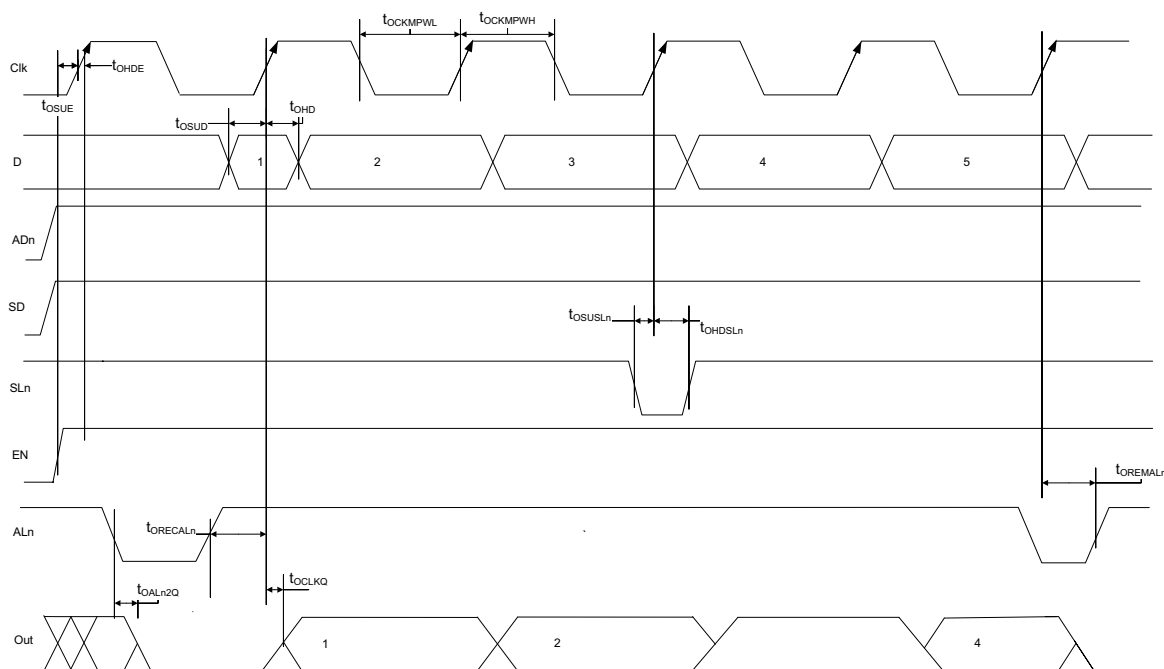 tOCKMPWL tOCKMPWH
Clk
tOHDE
tOSUE
tOSUD
tOHD
D
1 2 3 4 5
ADn
SD
tOSUSLn
tOHDSLn
SLn
EN
tOREMALn
ALn
tORECALn
tOALn2Q
tOCLKQ
Out
1 2 4